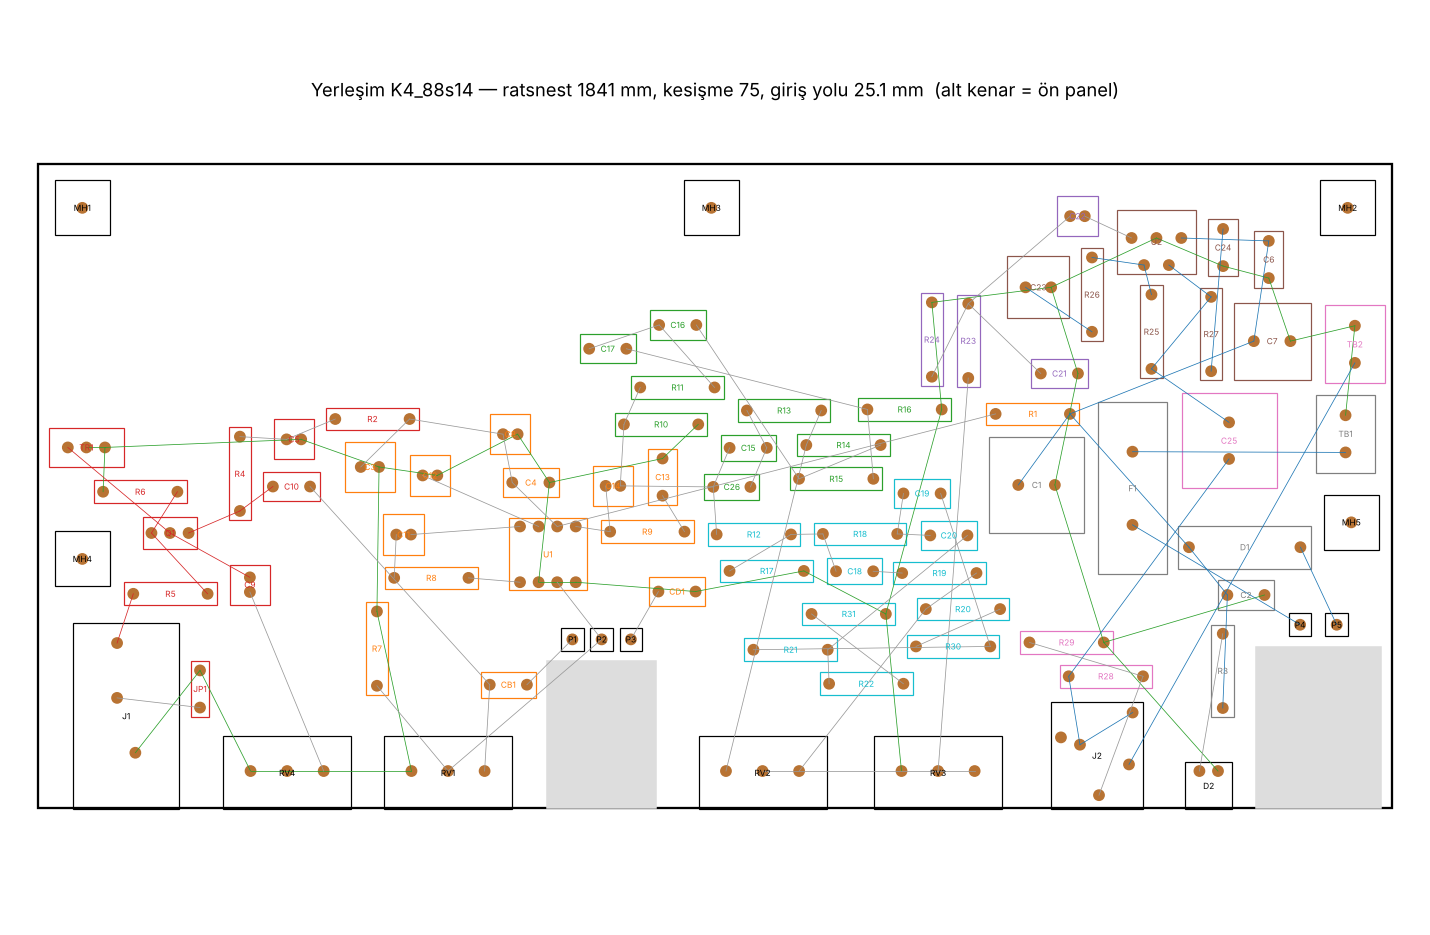 Yerleşim K4_88s14 — ratsnest 1841 mm, kesişme 75, giriş yolu 25.1 mm  (alt kenar = ön panel)
MH1
MH3
MH2
C24
C6
R26
R24
R23
R25
R27
C7
TB2
C16
C17
C21
R11
R10
R13
R16
R1
R2
R4
R14
C15
C13
C25
TB1
C10
C4
R15
C26
R6
C19
C1
F1
MH5
R9
R12
R18
C20
U1
D1
MH4
R8
R17
C18
R19
R5
CD1
C2
R31
R20
P1
P2
P3
P4
P5
R7
R21
R30
R29
R3
JP1
CB1
R22
R28
J1
J2
RV4
RV1
RV2
RV3
D2